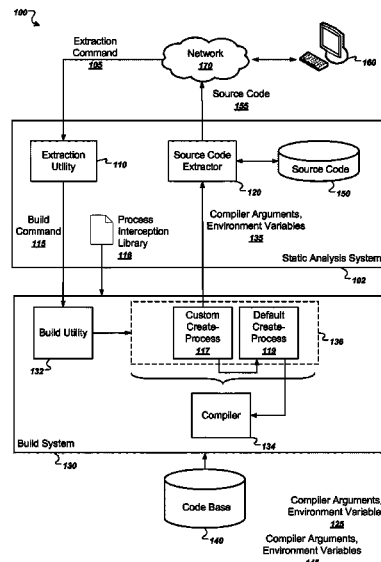 100
Extraction
Command
105
Network
170
160
Source Code
155
Extraction
Utility
110
Source Code
Extractor
120
Source Code
150
Build
Command
115
Process
Interception
Library
118
Compiler Arguments,
Environment Variables
135
Static Analysis System
102
Build Utility
132
Custom
Create-
Process
117
Default
Create-
Process
119
136
Compiler
134
Build System
130
Code Base
140
Compiler Arguments,
Environment Variables
125
Compiler Arguments,
Environment Variables